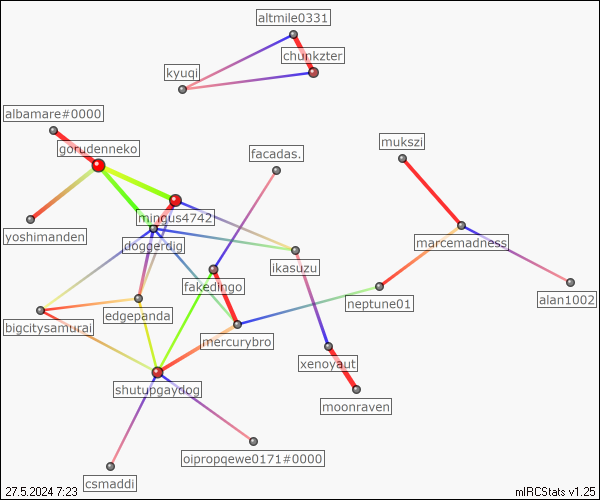 altmile0331
chunkzter
kyuqi
albamare#0000
gorudenneko
facadas.
mukszi
mingus4742
yoshimanden
doggerdig
marcemadness
ikasuzu
fakedingo
alan1002
neptune01
edgepanda
bigcitysamurai
mercurybro
xenoyaut
shutupgaydog
moonraven
oipropqewe0171#0000
csmaddi
27.5.2024 7:23
mIRCStats v1.25